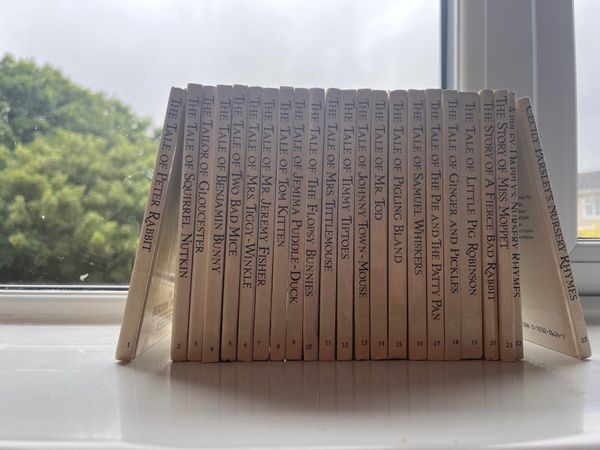 THE TALE OF PETER RABBIT
1
THE TALE OF SQUIRREL NUTKIN
2
THE TAILOR OF GLOUCESTER
3
THE TALE OF BENJAMIN BUNNY
4
THE TALE OF TWO BAD MICE
5
THE TALE OF MRS. TIGGY-WINKLE
6
THE TALE OF MR. JEREMY FISHER
7
THE TALE OF TOM KITTEN
8
THE TALE OF JEMIMA PUDDLE-DUCK
9
THE TALE OF THE FLOPSY BUNNIES
10
THE TALE OF MRS TITTLEMOUSE
11
THE TALE OF TIMMY TIPTOES
12
THE TALE OF JOHNNY TOWN-MOUSE
13
THE TALE OF MR TOD
14
THE TALE OF PIGLING BLAND
15
THE TALE OF SAMUEL WHISKERS
16
THE TALE OF THE PIE AND THE PATTY PAN
17
THE TALE OF GINGER AND PICKLES
18
THE TALE OF LITTLE PIG ROBINSON
19
THE STORY OF A FIERCE BAD RABBIT
20
THE STORY OF MISS MOPPET
21
APPLEY DAPPLY'S NURSERY RHYMES
22
CECILY PARSLEY'S NURSERY RHYMES
23